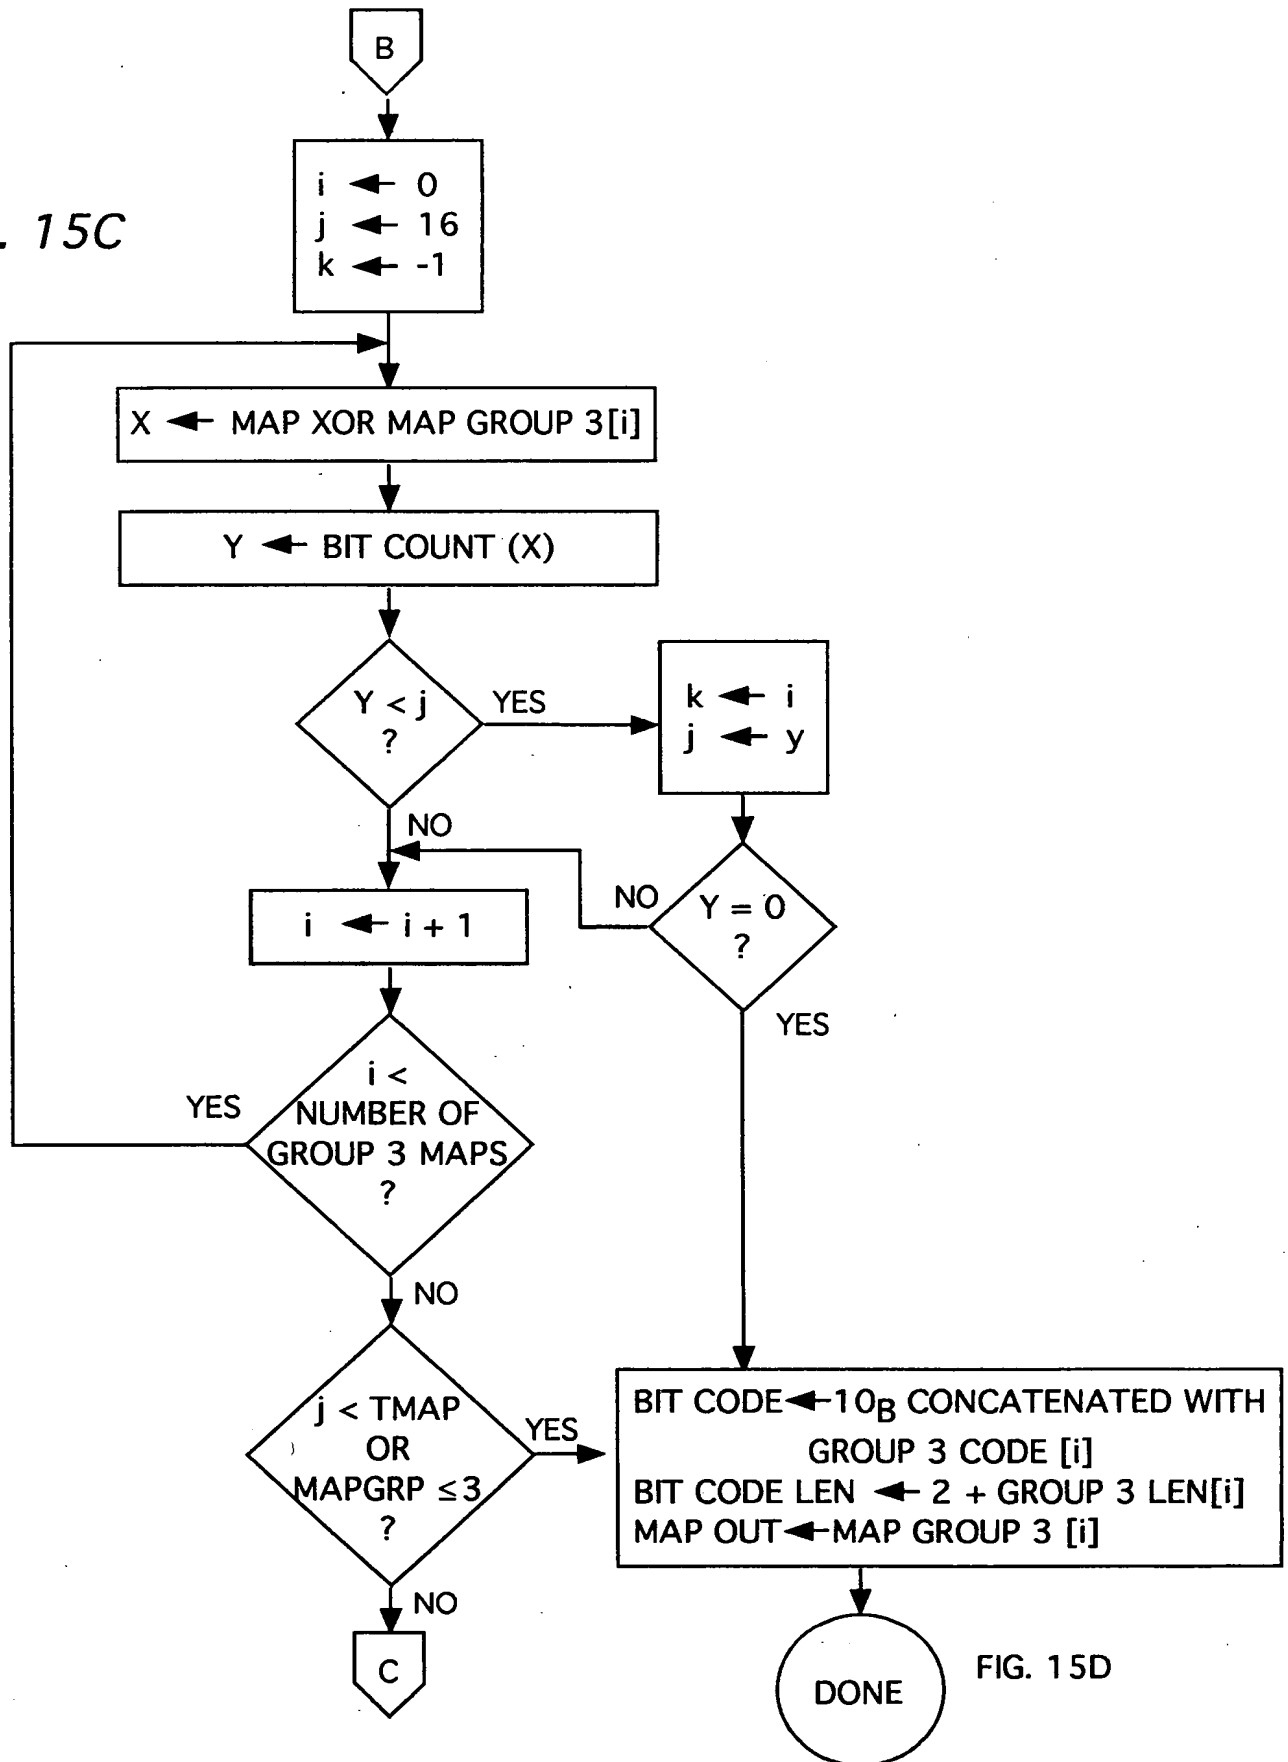 B
i ← 0
j ← 16
k ← -1
. 15C
X ← MAP XOR MAP GROUP 3[i]
Y ← BIT COUNT (X)
Y < j
?
YES
k ← i
j ← y
NO
i ← i + 1
NO
Y = 0
?
YES
i <
NUMBER OF
GROUP 3 MAPS
?
YES
NO
j < TMAP
OR
MAPGRP ≤3
?
YES
BIT CODE←10B CONCATENATED WITH
GROUP 3 CODE [i]
BIT CODE LEN ← 2 + GROUP 3 LEN[i]
MAP OUT←MAP GROUP 3 [i]
NO
C
DONE
FIG. 15D